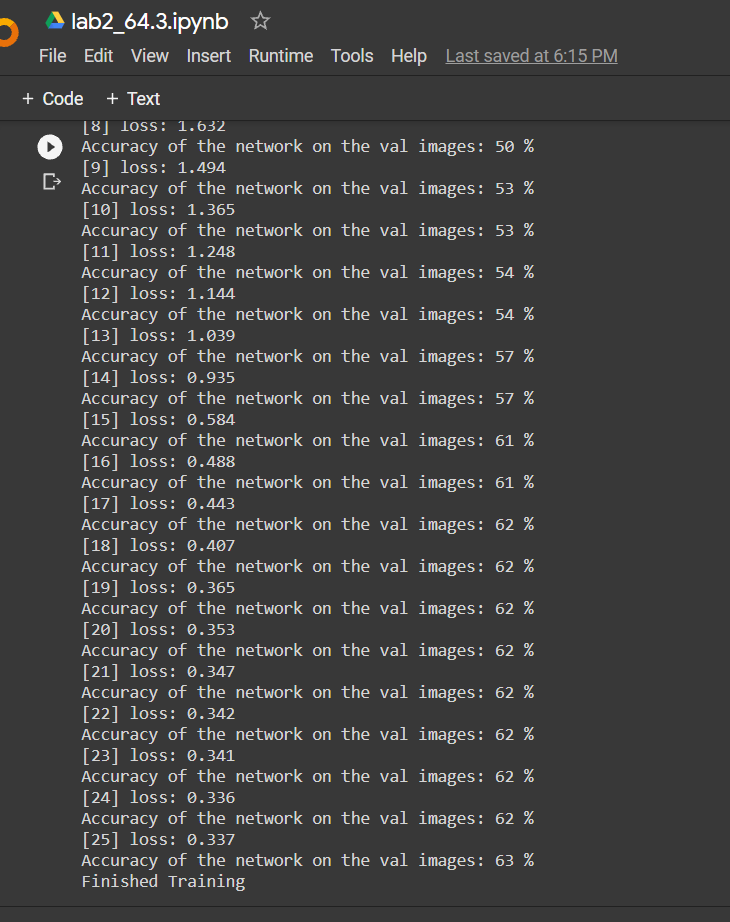 lab2_64.3.ipynb
File Edit View Insert Runtime Tools Help Last saved at 6:15 PM
+ Code + Text
[8] loss: 1.632
Accuracy of the network on the val images: 50 %
[9] loss: 1.494
Accuracy of the network on the val images: 53 %
[10] loss: 1.365
Accuracy of the network on the val images: 53 %
[11] loss: 1.248
Accuracy of the network on the val images: 54 %
[12] loss: 1.144
Accuracy of the network on the val images: 54 %
[13] loss: 1.039
Accuracy of the network on the val images: 57 %
[14] loss: 0.935
Accuracy of the network on the val images: 57 %
[15] loss: 0.584
Accuracy of the network on the val images: 61 %
[16] loss: 0.488
Accuracy of the network on the val images: 61 %
[17] loss: 0.443
Accuracy of the network on the val images: 62 %
[18] loss: 0.407
Accuracy of the network on the val images: 62 %
[19] loss: 0.365
Accuracy of the network on the val images: 62 %
[20] loss: 0.353
Accuracy of the network on the val images: 62 %
[21] loss: 0.347
Accuracy of the network on the val images: 62 %
[22] loss: 0.342
Accuracy of the network on the val images: 62 %
[23] loss: 0.341
Accuracy of the network on the val images: 62 %
[24] loss: 0.336
Accuracy of the network on the val images: 62 %
[25] loss: 0.337
Accuracy of the network on the val images: 63 %
Finished Training